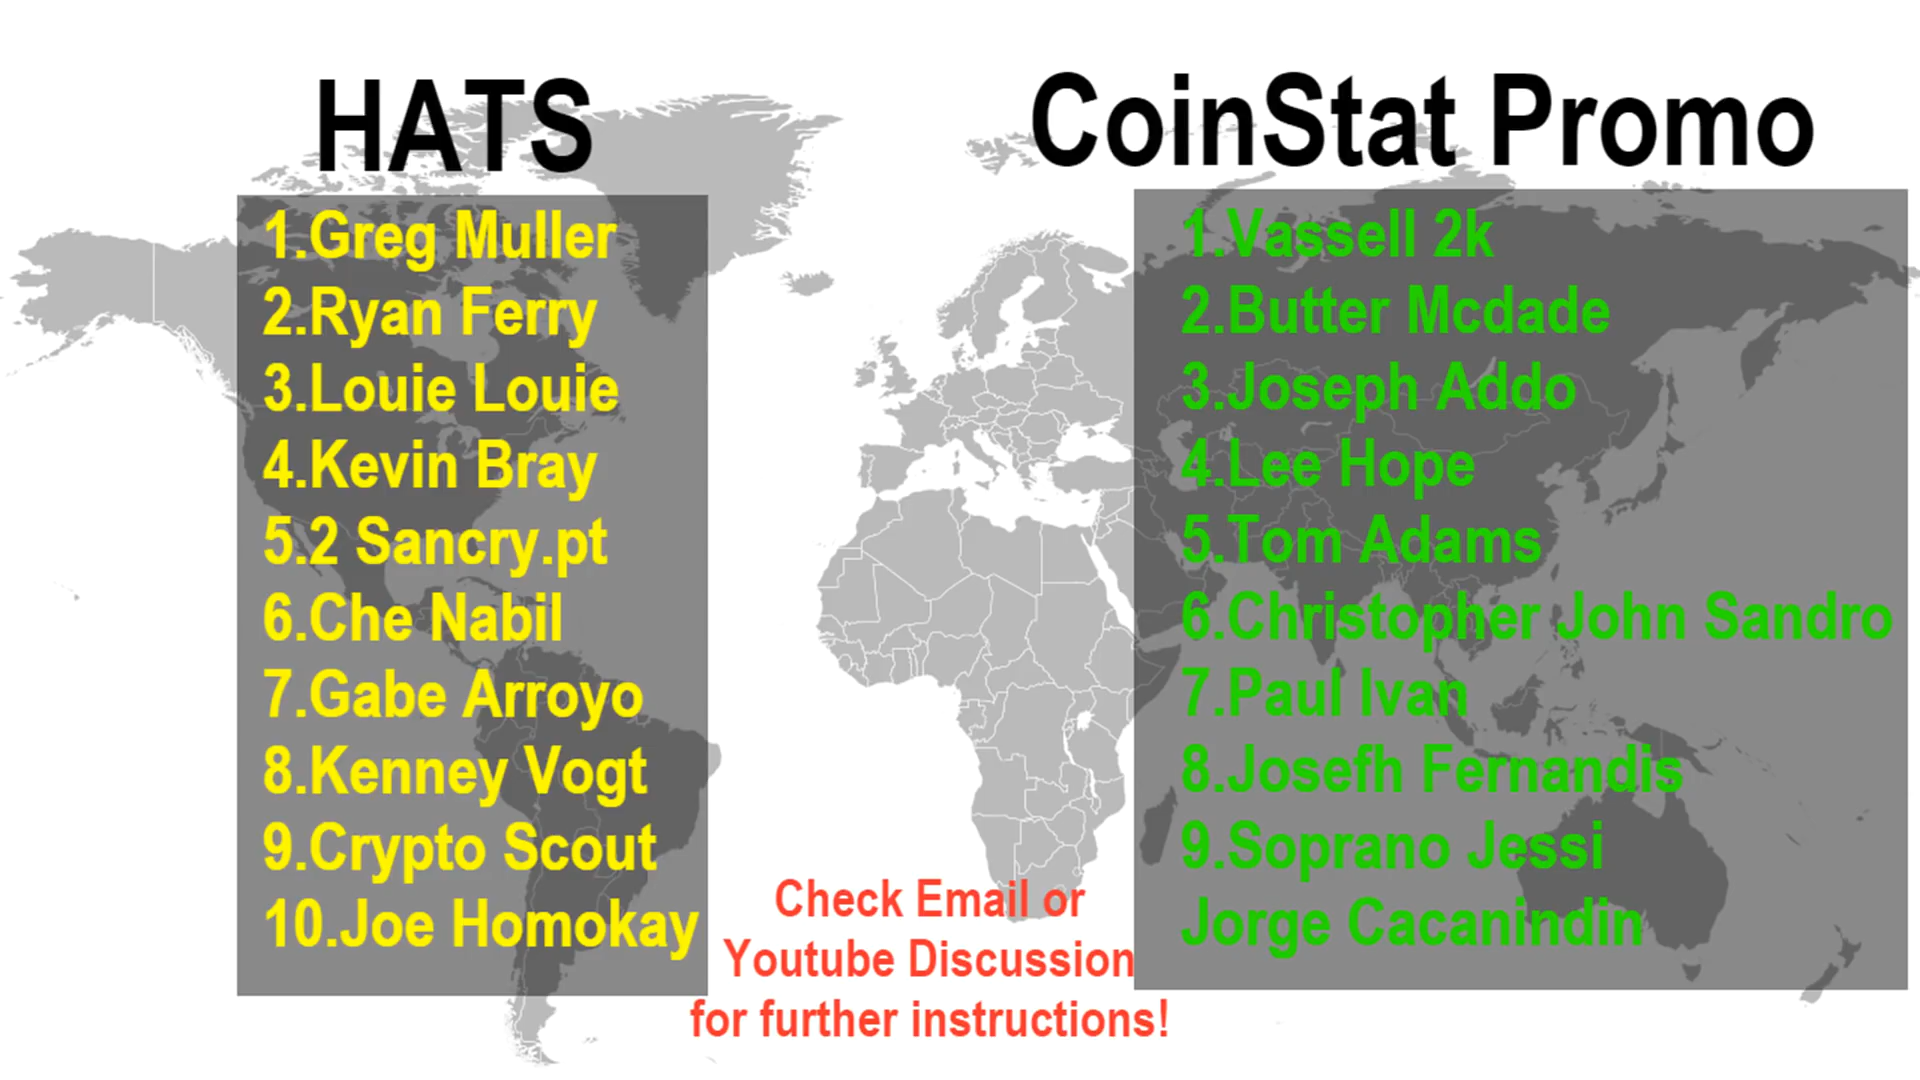 HATS
1.Greg Muller
2.Ryan Ferry
3.Louie Louie
4.Kevin Bray
5.2 Sancry.pt
6.Che Nabil
7.Gabe Arroyo
8.Kenney Vogt
9.Crypto Scout
10.Joe Homokay
CoinStat Promo
1.Vassell 2k
2.Butter Mcdade
3.Joseph Addo
4.Lee Hope
5.Tom Adams
6.Christopher John Sandro
7.Paul Ivan
8.Josefh Fernandis
9.Soprano Jessi
Jorge Cacanindin
Check Email or
Youtube Discussion
for further instructions!